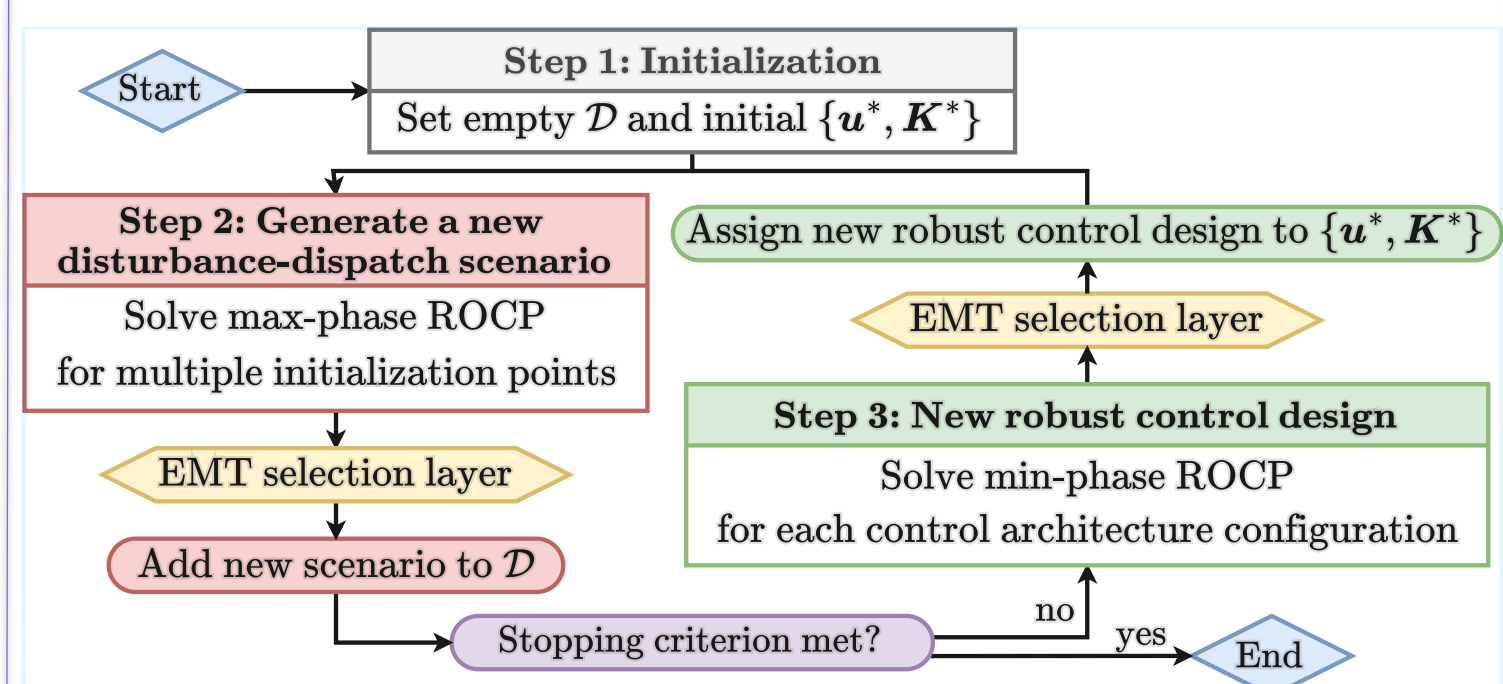 Start
Step 1: Initialization
Set empty 𝒟 and initial {𝒖*, 𝑲*}
Step 2: Generate a new
disturbance-dispatch scenario
Solve max-phase ROCP
for multiple initialization points
EMT selection layer
Add new scenario to 𝒟
Stopping criterion met?
no
yes
End
Step 3: New robust control design
Solve min-phase ROCP
for each control architecture configuration
EMT selection layer
Assign new robust control design to {𝒖*, 𝑲*}